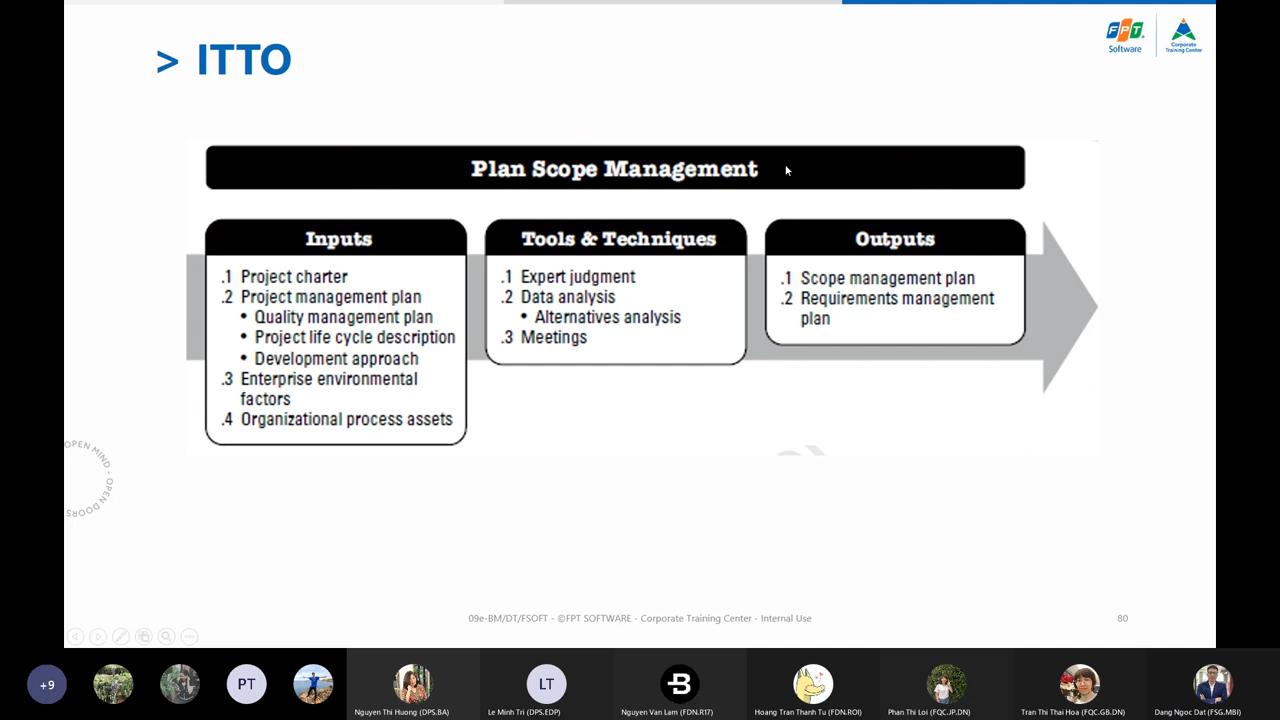 > ITTO
FPT
Software
Corporate
Training Center
Plan Scope Management
Inputs
.1 Project charter
.2 Project management plan
• Quality management plan
• Project life cycle description
• Development approach
.3 Enterprise environmental
factors
.4 Organizational process assets
Tools & Techniques
.1 Expert judgment
.2 Data analysis
• Alternatives analysis
.3 Meetings
Outputs
.1 Scope management plan
.2 Requirements management
plan
OPEN MIND - OPEN DOORS
09e-BM/DT/FSOFT - ©FPT SOFTWARE - Corporate Training Center - Internal Use
80
+9
PT
LT
B
Nguyen Thi Huong (DPS.BA)
Le Minh Tri (DPS.EDP)
Nguyen Van Lam (FDN.R17)
Hoang Tran Thanh Tu (FDN.ROI)
Phan Thi Loi (FQC.JP.DN)
Tran Thi Thai Hoa (FQC.GB.DN)
Dang Ngoc Dat (FSG.MBI)